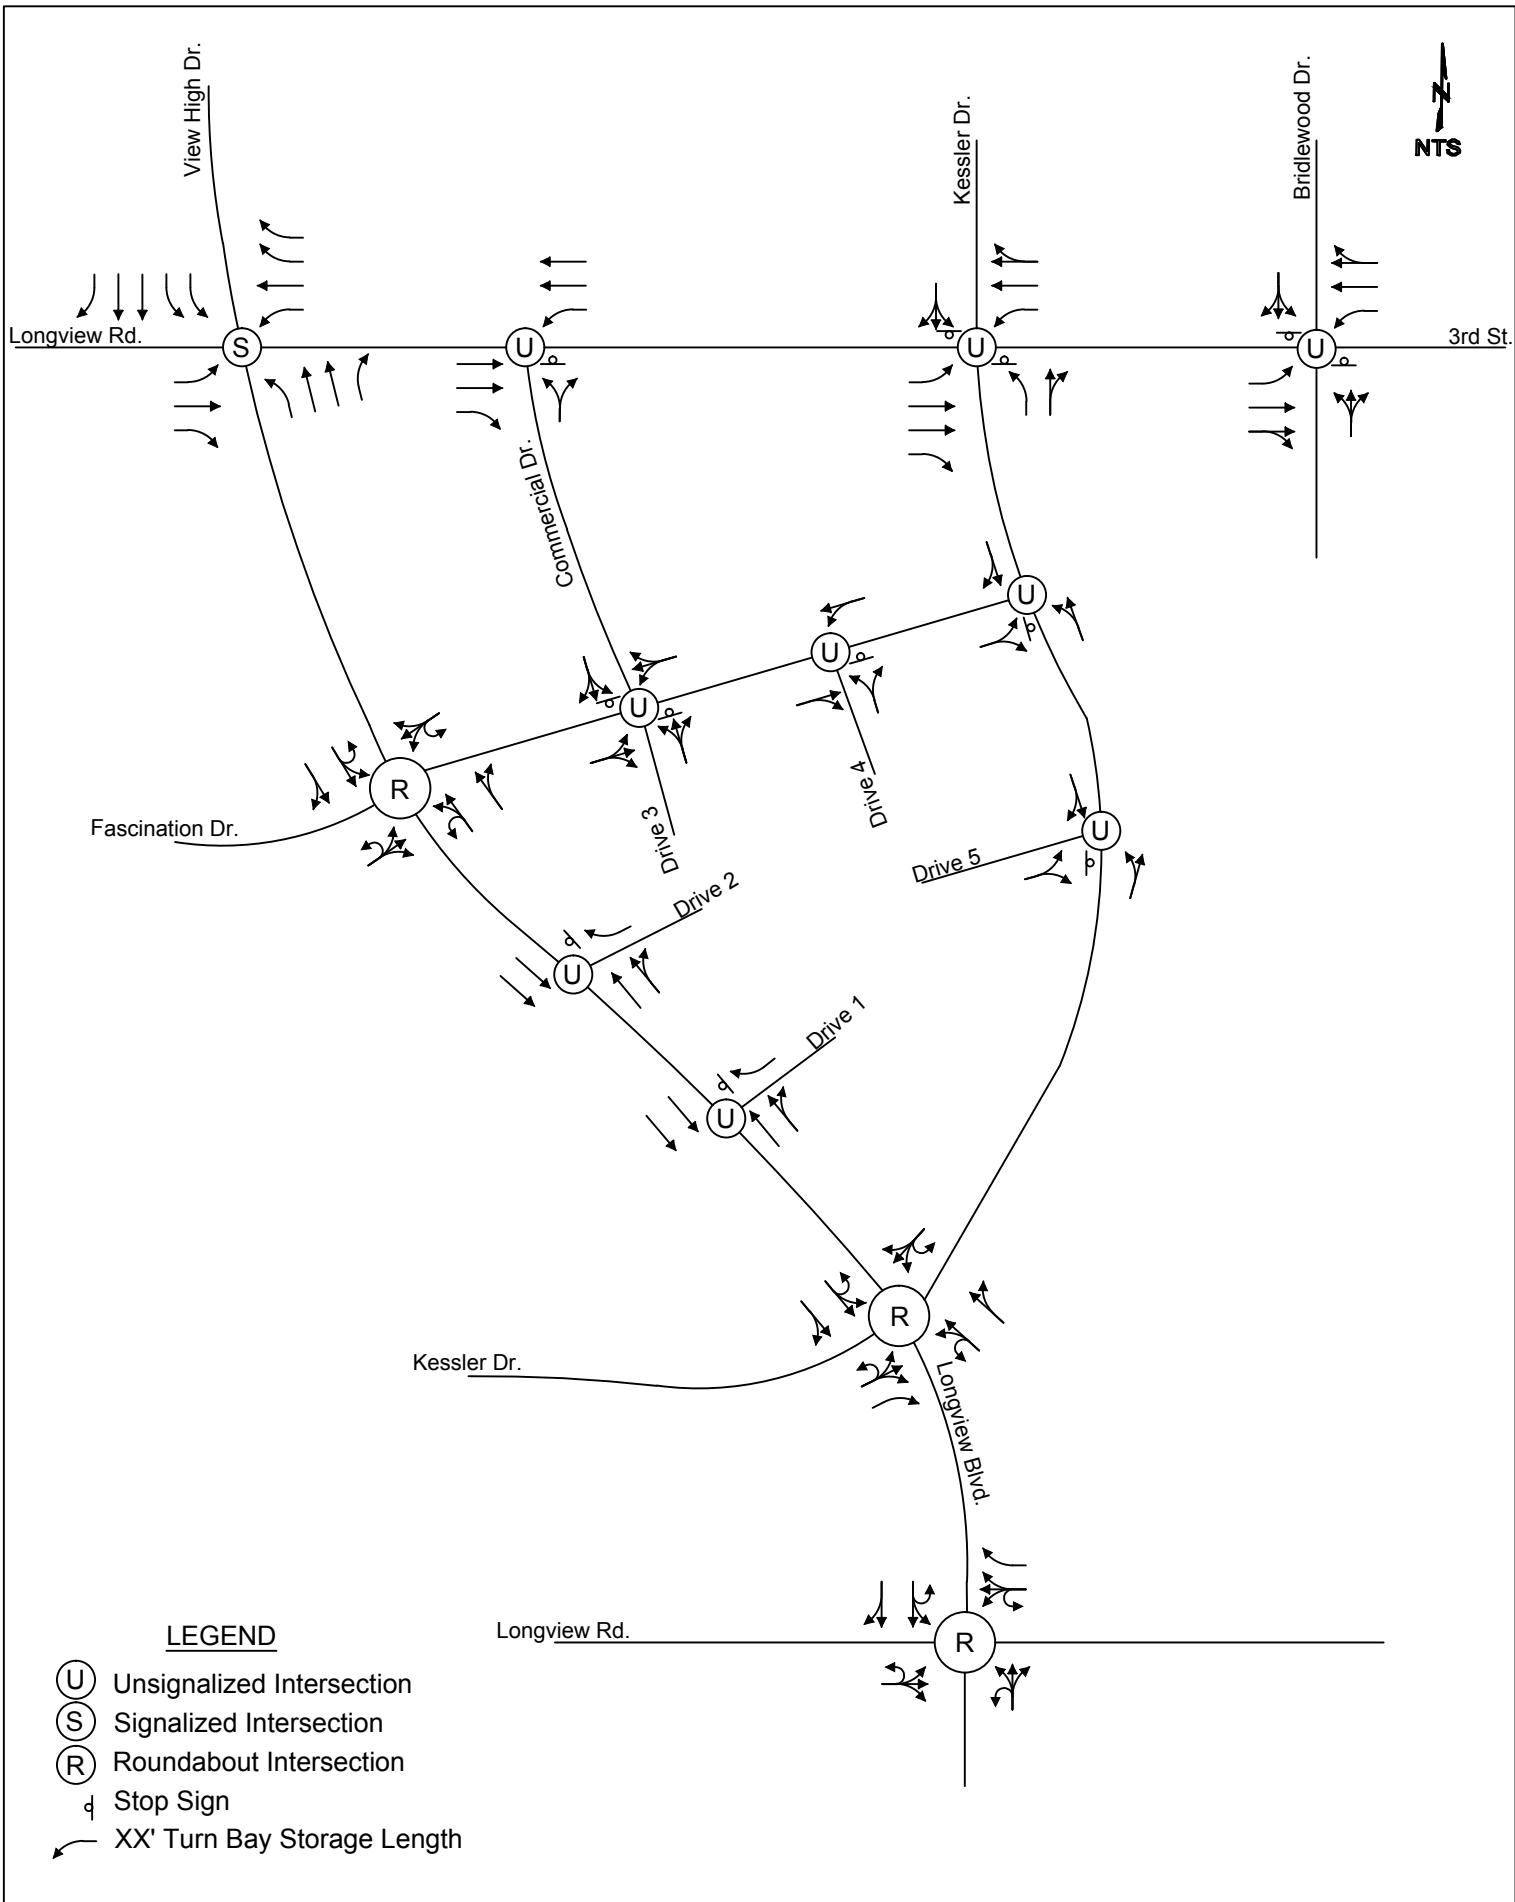 View High Dr.
Kessler Dr.
Bridlewood Dr.
N
NTS
Longview Rd.
S
U
U
U
3rd St.
Commercial Dr.
U
U
U
R
Fascination Dr.
Drive 3
Drive 4
U
Drive 5
Drive 2
U
Drive 1
U
R
Kessler Dr.
Longview Blvd.
Longview Rd.
R
LEGEND
U Unsignalized Intersection
S Signalized Intersection
R Roundabout Intersection
Stop Sign
XX' Turn Bay Storage Length